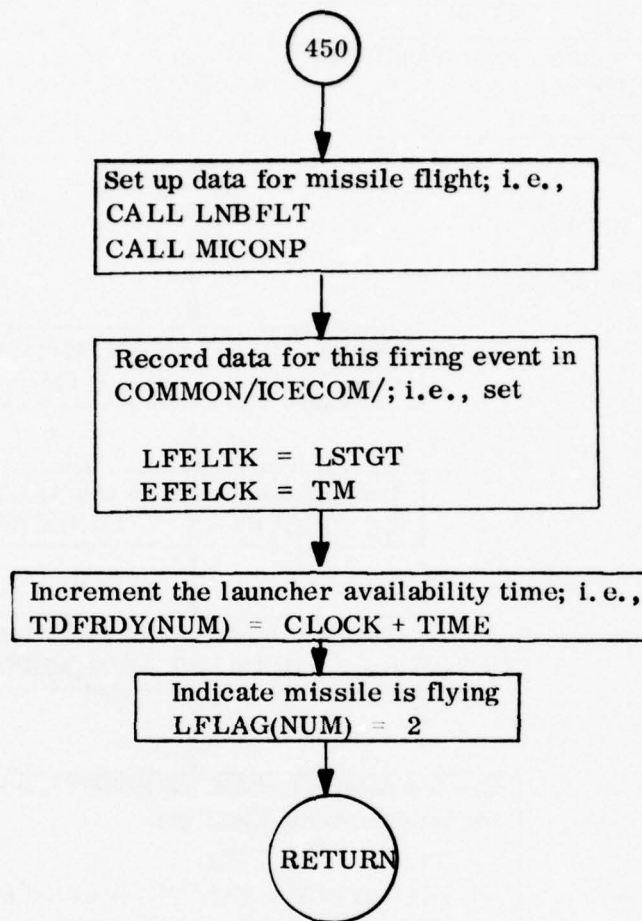 450
Set up data for missile flight; i. e.,
CALL LNBFLT
CALL MICONP
Record data for this firing event in
COMMON/ICECOM/; i. e., set
LFELTK = LSTGT
EFELCK = TM
Increment the launcher availability time; i. e.,
TDFRDY(NUM) = CLOCK + TIME
Indicate missile is flying
LFLAG(NUM) = 2
RETURN